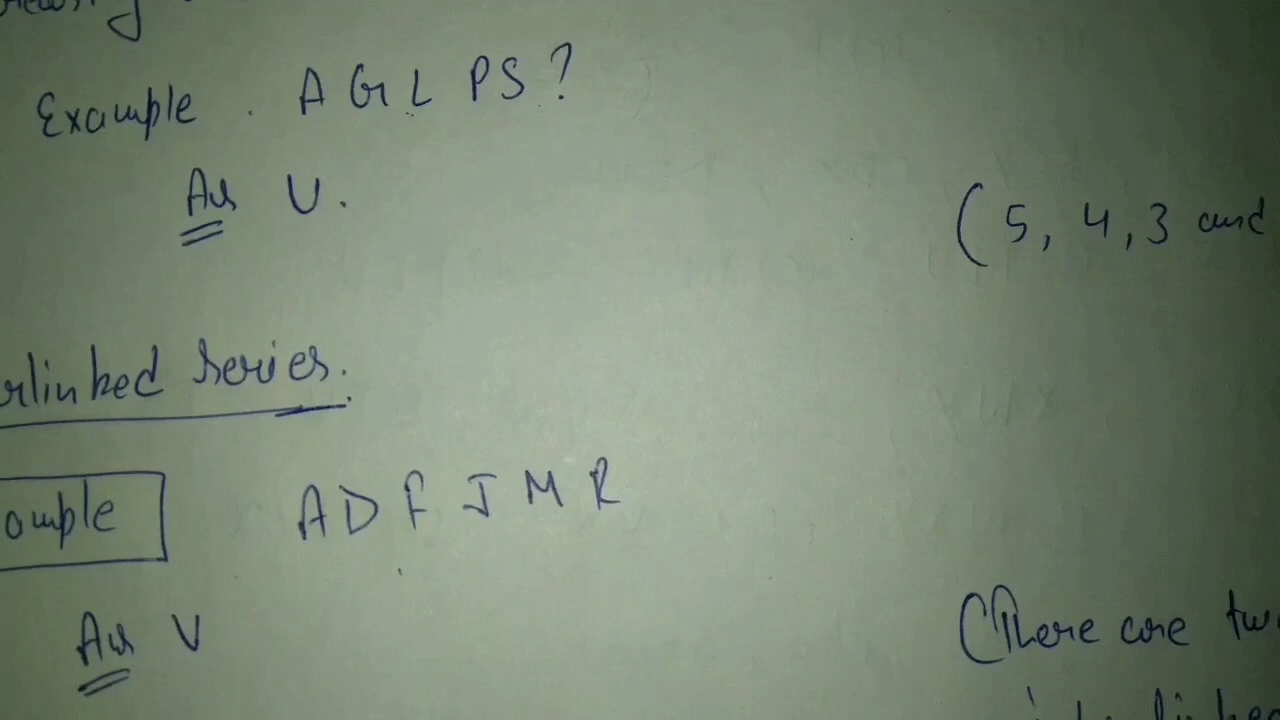 Example . A G L P S ?
Ans U.
( 5, 4, 3 and
rlinked series.
ample A D F J M R
Ans V
(There are tw